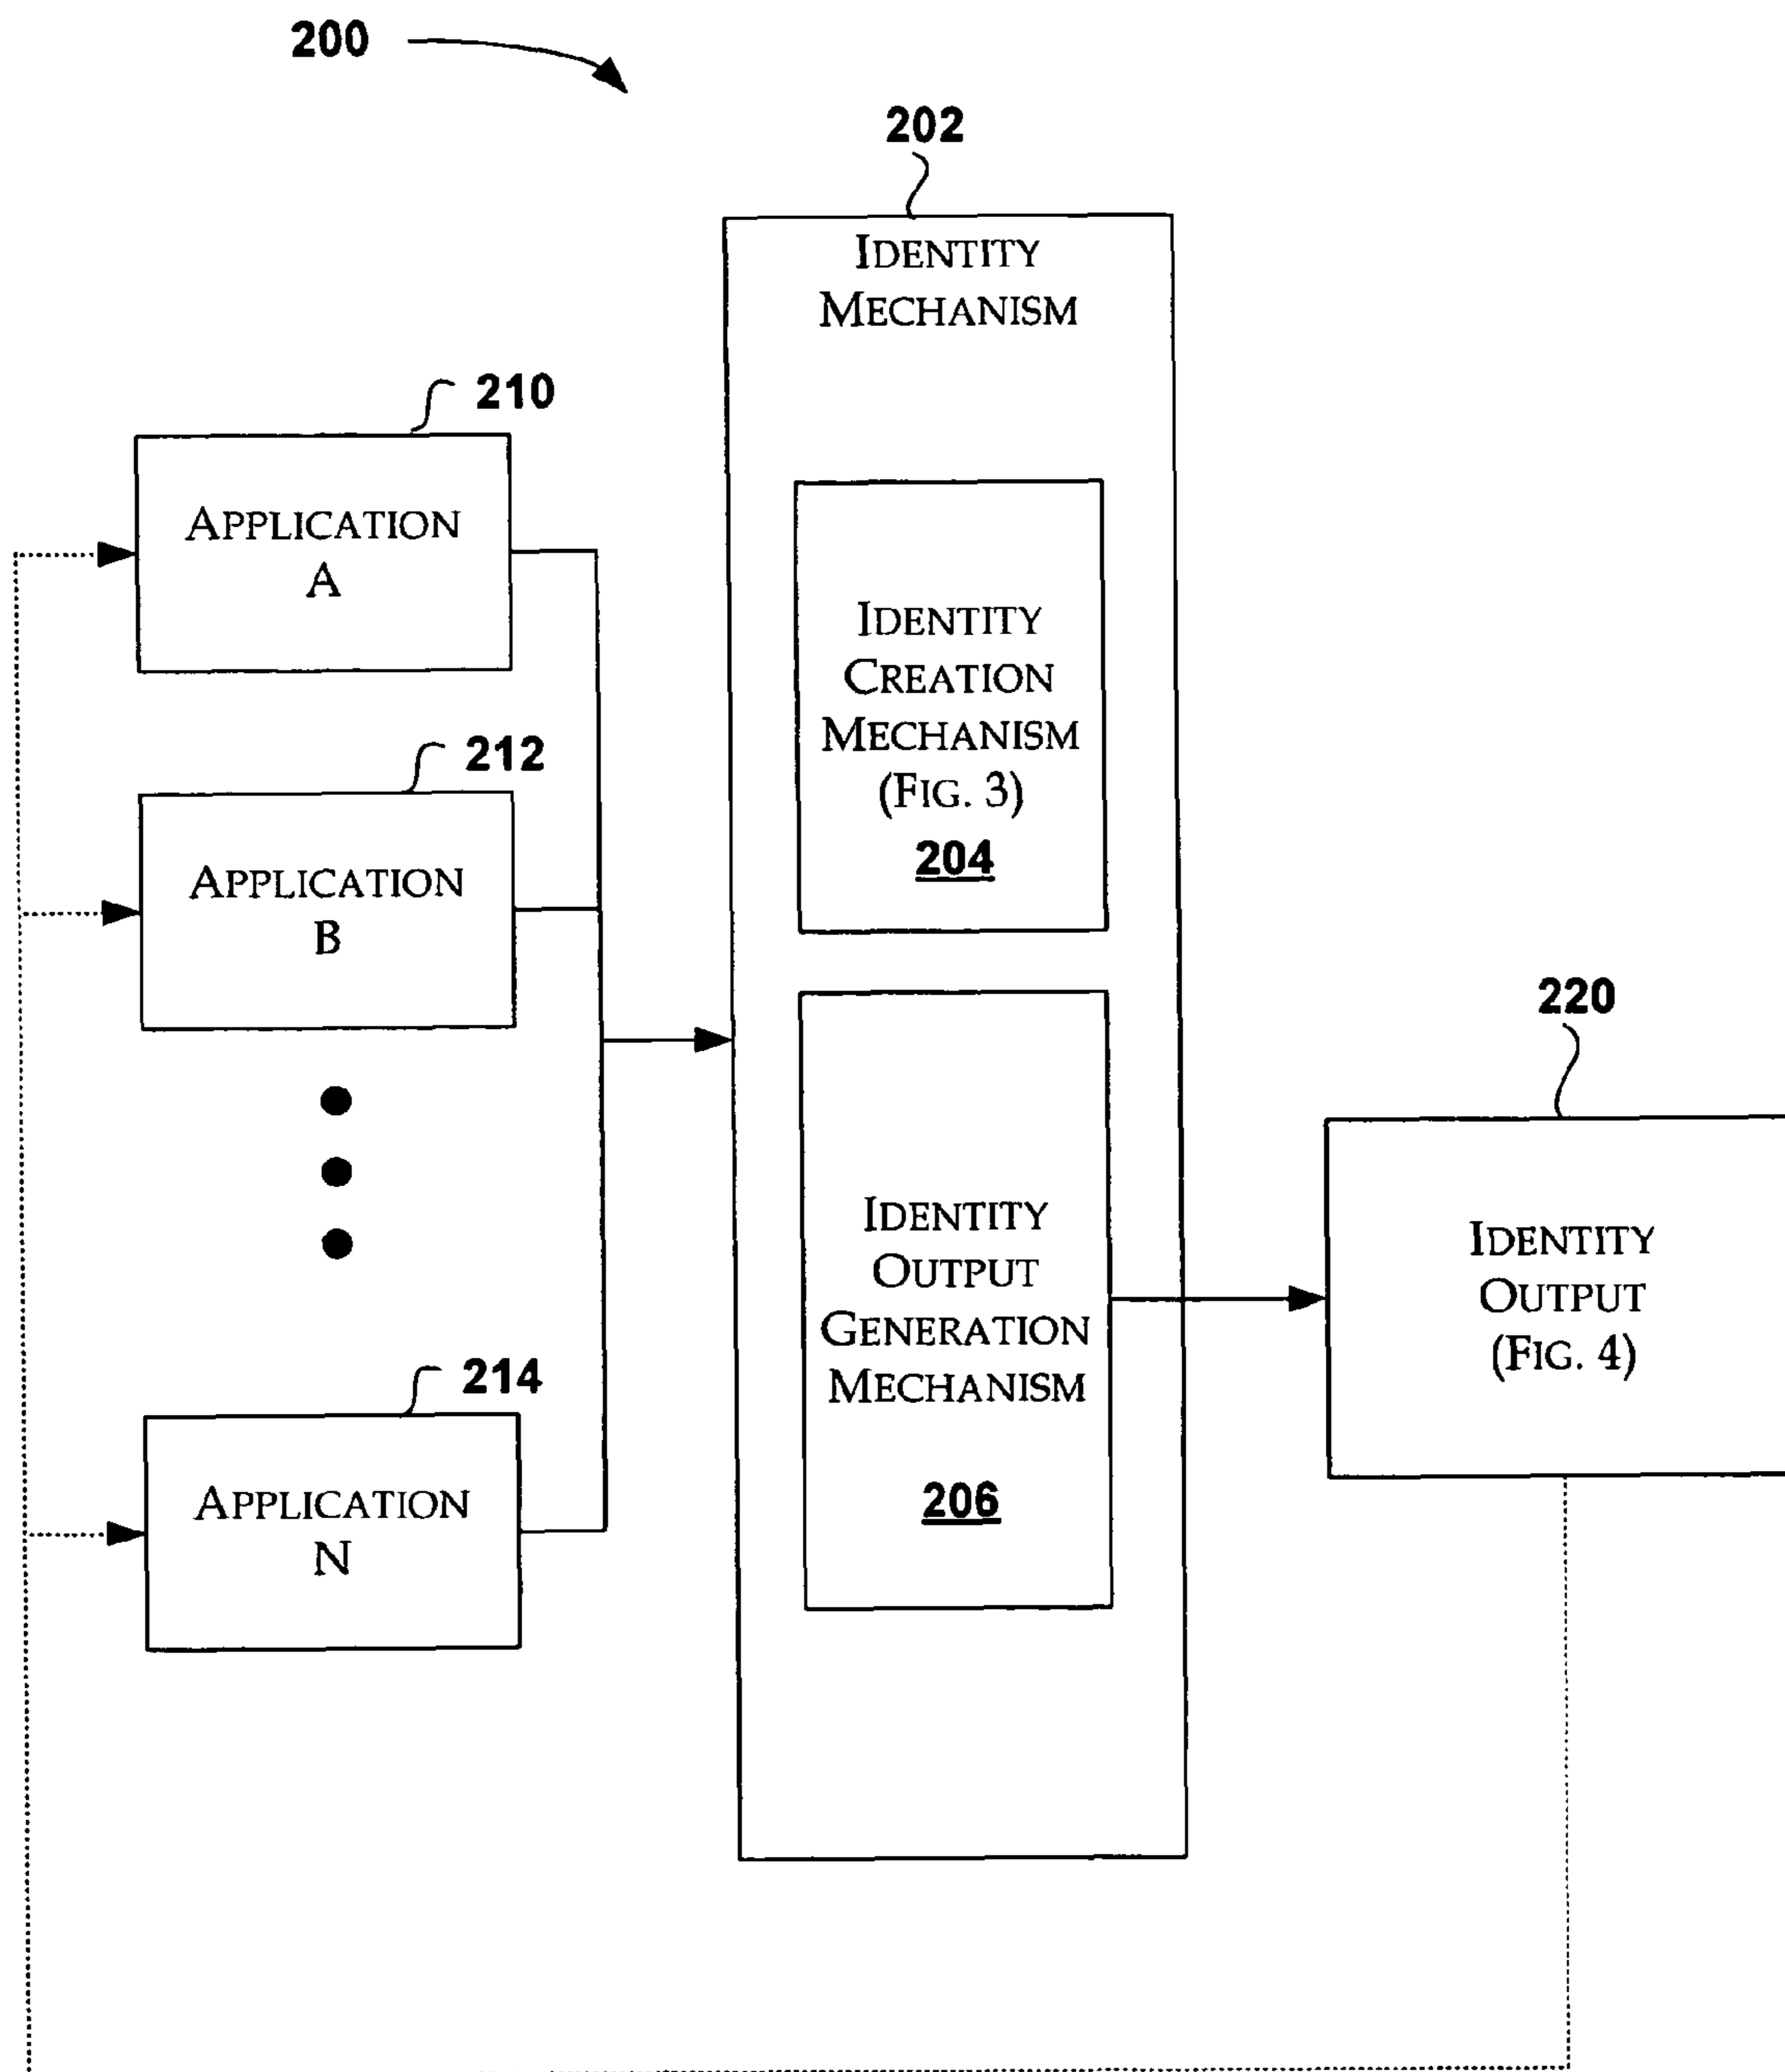 200
202
IDENTITY
MECHANISM
210
APPLICATION
A
IDENTITY
CREATION
MECHANISM
(FIG. 3)
204
212
APPLICATION
B
220
IDENTITY
OUTPUT
GENERATION
MECHANISM
206
IDENTITY
OUTPUT
(FIG. 4)
214
APPLICATION
N